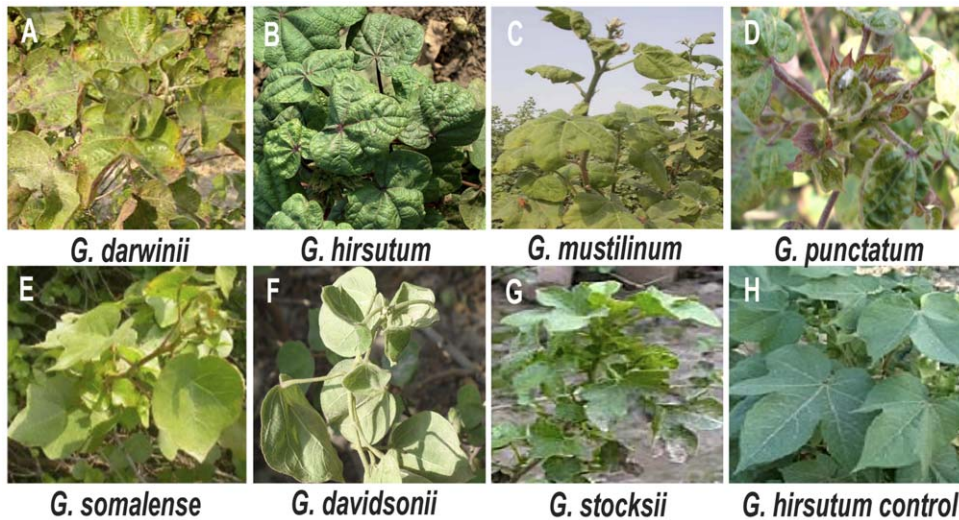 A B C D
G. darwinii G. hirsutum G. mustilinum G. punctatum
E F G H
G. somalense G. davidsonii G. stocksii G. hirsutum control